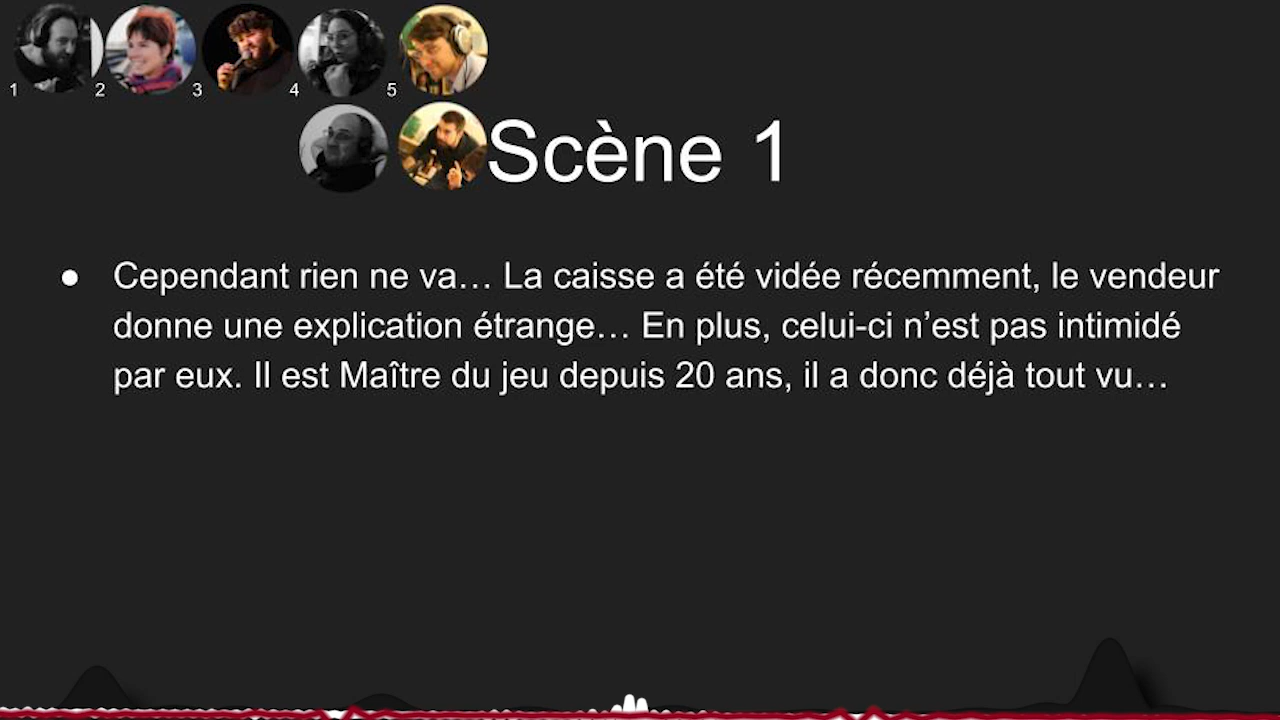 1 2 3 4 5
Scène 1
● Cependant rien ne va… La caisse a été vidée récemment, le vendeur
donne une explication étrange… En plus, celui-ci n’est pas intimidé
par eux. Il est Maître du jeu depuis 20 ans, il a donc déjà tout vu…